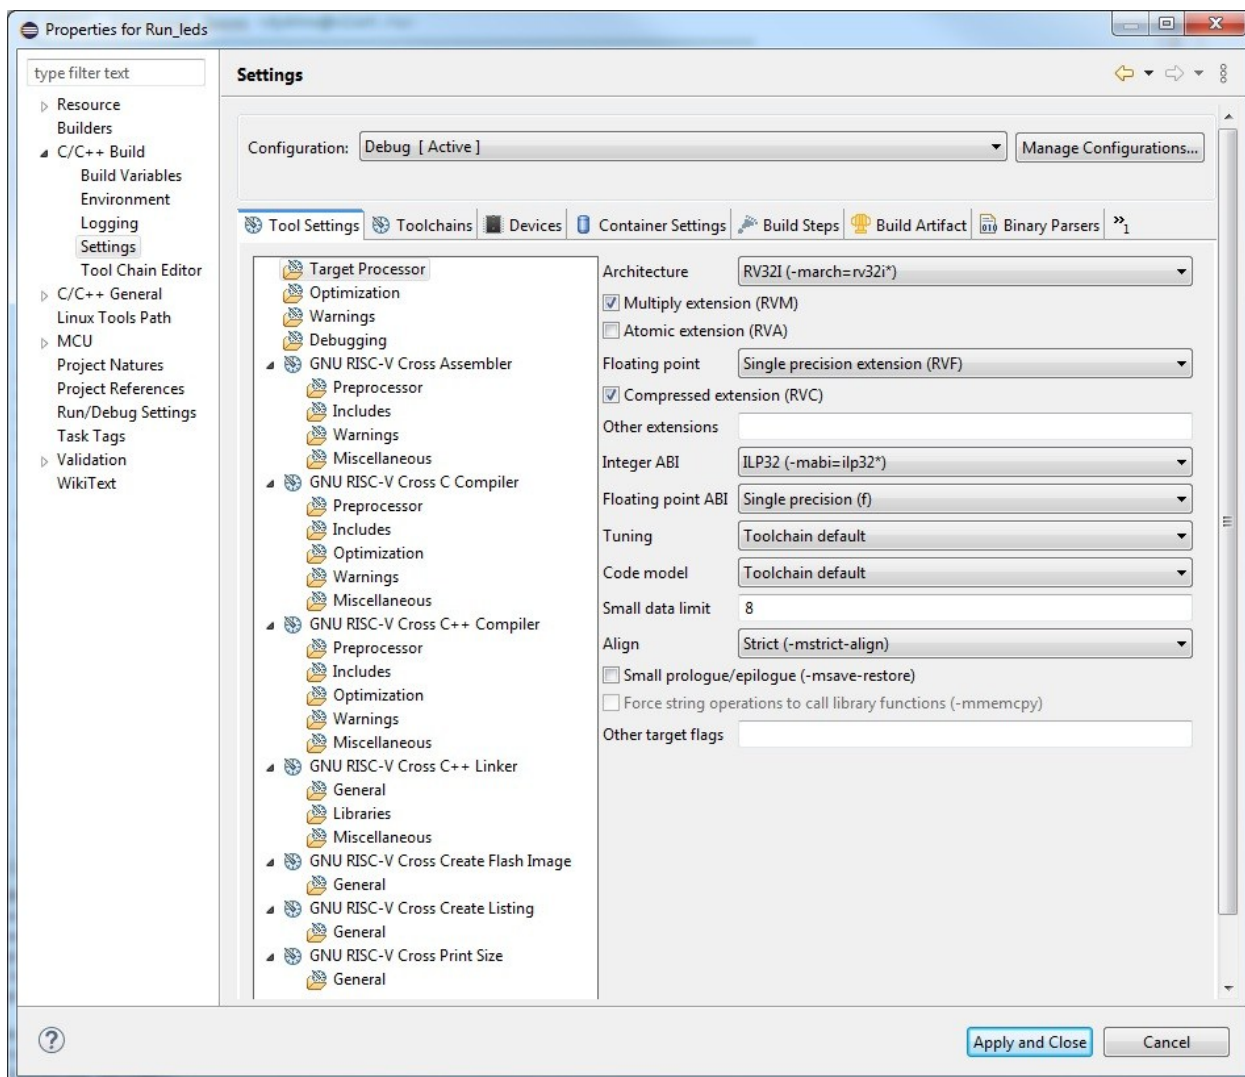 Properties for Run_leds
type filter text
Resource
Builders
C/C++ Build
Build Variables
Environment
Logging
Settings
Tool Chain Editor
C/C++ General
Linux Tools Path
MCU
Project Natures
Project References
Run/Debug Settings
Task Tags
Validation
WikiText
Settings
Configuration: Debug [ Active ] Manage Configurations...
Tool Settings Toolchains Devices Container Settings Build Steps Build Artifact Binary Parsers »1
Target Processor
Optimization
Warnings
Debugging
GNU RISC-V Cross Assembler
Preprocessor
Includes
Warnings
Miscellaneous
GNU RISC-V Cross C Compiler
Preprocessor
Includes
Optimization
Warnings
Miscellaneous
GNU RISC-V Cross C++ Compiler
Preprocessor
Includes
Optimization
Warnings
Miscellaneous
GNU RISC-V Cross C++ Linker
General
Libraries
Miscellaneous
GNU RISC-V Cross Create Flash Image
General
GNU RISC-V Cross Create Listing
General
GNU RISC-V Cross Print Size
General
Architecture RV32I (-march=rv32i*)
Multiply extension (RVM)
Atomic extension (RVA)
Floating point Single precision extension (RVF)
Compressed extension (RVC)
Other extensions
Integer ABI ILP32 (-mabi=ilp32*)
Floating point ABI Single precision (f)
Tuning Toolchain default
Code model Toolchain default
Small data limit 8
Align Strict (-mstrict-align)
Small prologue/epilogue (-msave-restore)
Force string operations to call library functions (-mmemcpy)
Other target flags
Apply and Close Cancel